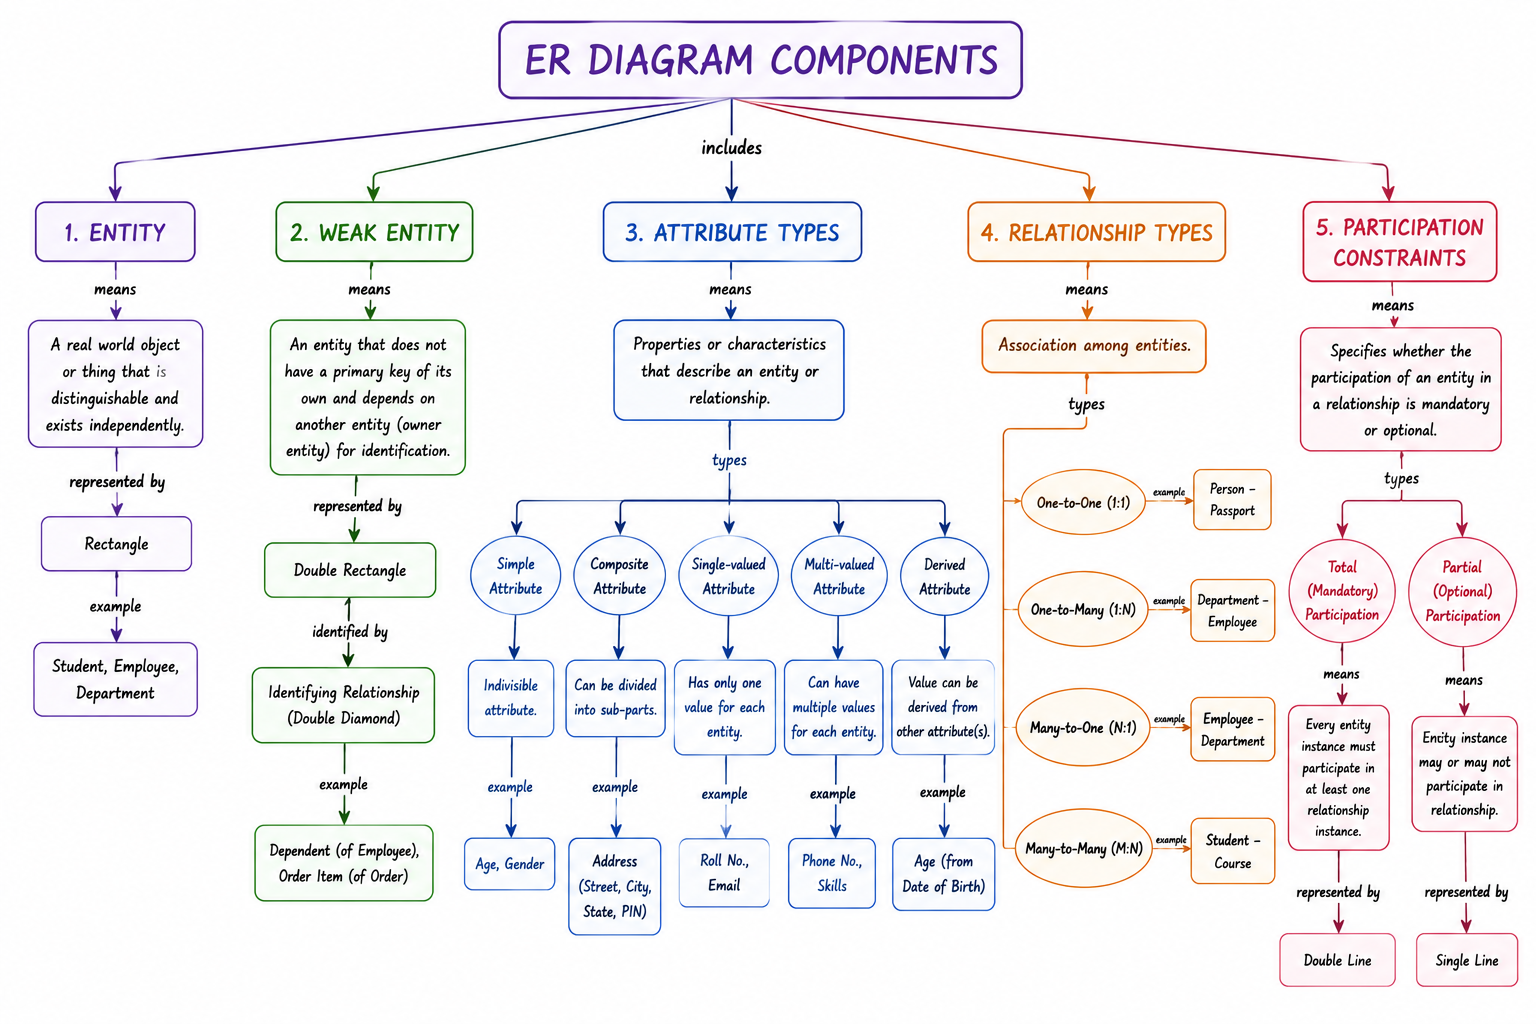 ER DIAGRAM COMPONENTS
includes
1. ENTITY
means
A real world object
or thing that is
distinguishable and
exists independently.
represented by
Rectangle
example
Student, Employee,
Department
2. WEAK ENTITY
means
An entity that does not
have a primary key of its
own and depends on
another entity (owner
entity) for identification.
represented by
Double Rectangle
identified by
Identifying Relationship
(Double Diamond)
example
Dependent (of Employee),
Order Item (of Order)
3. ATTRIBUTE TYPES
means
Properties or characteristics
that describe an entity or
relationship.
types
Simple
Attribute
Indivisible
attribute.
example
Age, Gender
Composite
Attribute
Can be divided
into sub-parts.
example
Address
(Street, City,
State, PIN)
Single-valued
Attribute
Has only one
value for each
entity.
example
Roll No.,
Email
Multi-valued
Attribute
Can have
multiple values
for each entity.
example
Phone No.,
Skills
Derived
Attribute
Value can be
derived from
other attribute(s).
example
Age (from
Date of Birth)
4. RELATIONSHIP TYPES
means
Association among entities.
types
One-to-One (1:1)
example
Person –
Passport
One-to-Many (1:N)
example
Department –
Employee
Many-to-One (N:1)
example
Employee –
Department
Many-to-Many (M:N)
example
Student –
Course
5. PARTICIPATION
CONSTRAINTS
means
Specifies whether the
participation of an entity in
a relationship is mandatory
or optional.
types
Total
(Mandatory)
Participation
means
Every entity
instance must
participate in
at least one
relationship
instance.
represented by
Double Line
Partial
(Optional)
Participation
means
Entity instance
may or may not
participate in
relationship.
represented by
Single Line